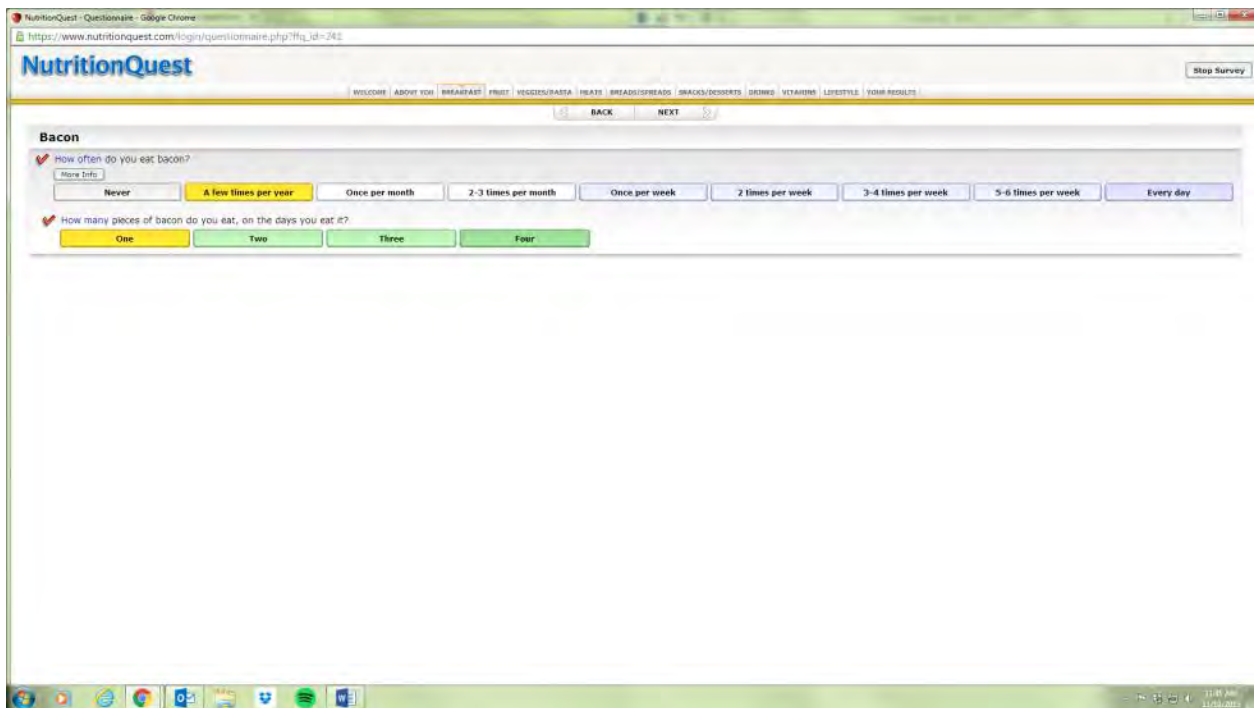 NutritionQuest - Questionnaire - Google Chrome
https://www.nutritionquest.com/login/questionnaire.php?ffq_id=241
NutritionQuest
Stop Survey
WELCOME ABOUT YOU BREAKFAST FRUIT VEGGIES/PASTA MEATS BREADS/SPREADS SNACKS/DESSERTS DRINKS VITAMINS LIFESTYLE YOUR RESULTS
BACK NEXT
Bacon
How often do you eat bacon?
More Info
Never A few times per year Once per month 2-3 times per month Once per week 2 times per week 3-4 times per week 5-6 times per week Every day
How many pieces of bacon do you eat, on the days you eat it?
One Two Three Four